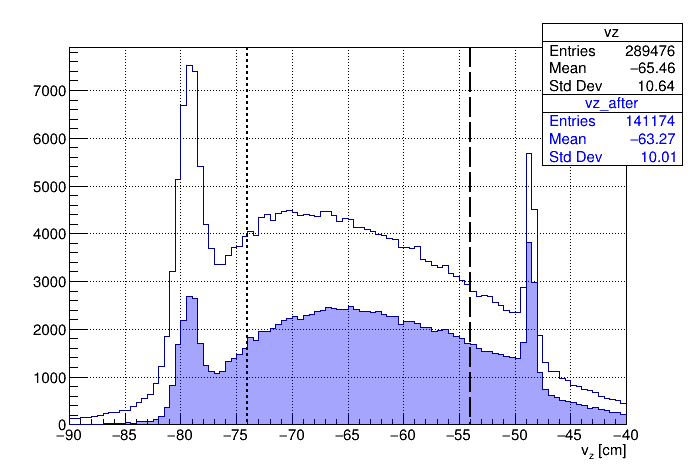 vz
Entries 289476
Mean −65.46
Std Dev 10.64
vz_after
Entries 141174
Mean −63.27
Std Dev 10.01
7000
6000
5000
4000
3000
2000
1000
0
−90 −85 −80 −75 −70 −65 −60 −55 −50 −45 −40
vz [cm]